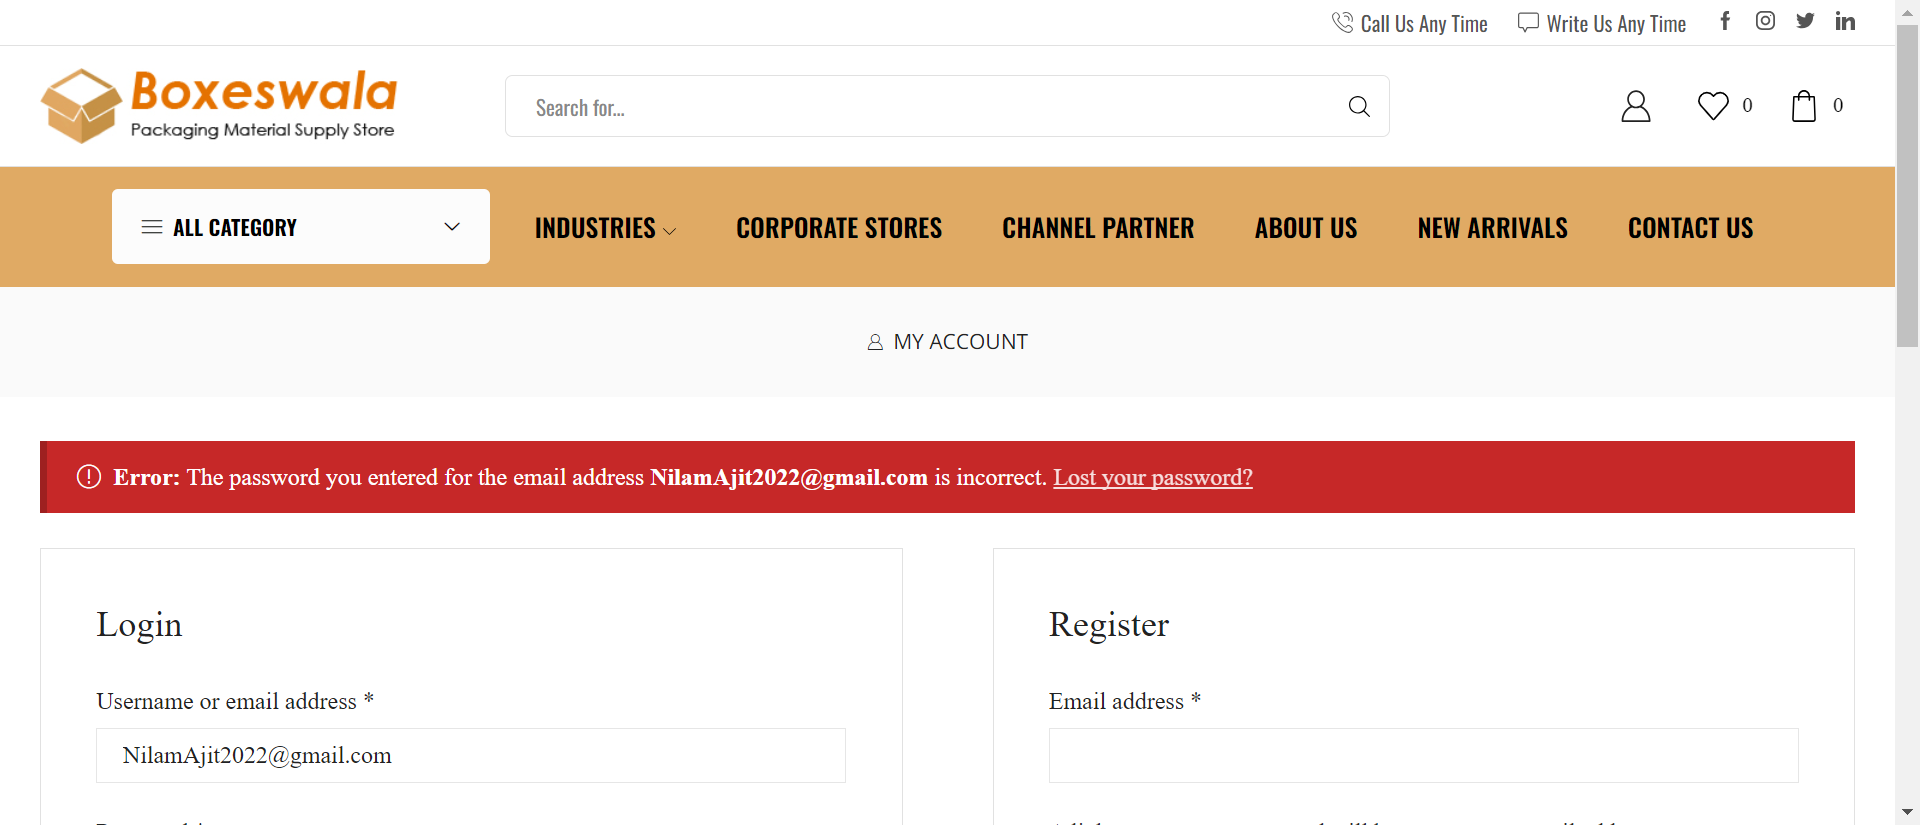 Call Us Any Time
Write Us Any Time
Boxeswala
Packaging Material Supply Store
Search for...
0
0
ALL CATEGORY
INDUSTRIES
CORPORATE STORES
CHANNEL PARTNER
ABOUT US
NEW ARRIVALS
CONTACT US
MY ACCOUNT
Error: The password you entered for the email address NilamAjit2022@gmail.com is incorrect. Lost your password?
Login
Username or email address *
NilamAjit2022@gmail.com
Register
Email address *